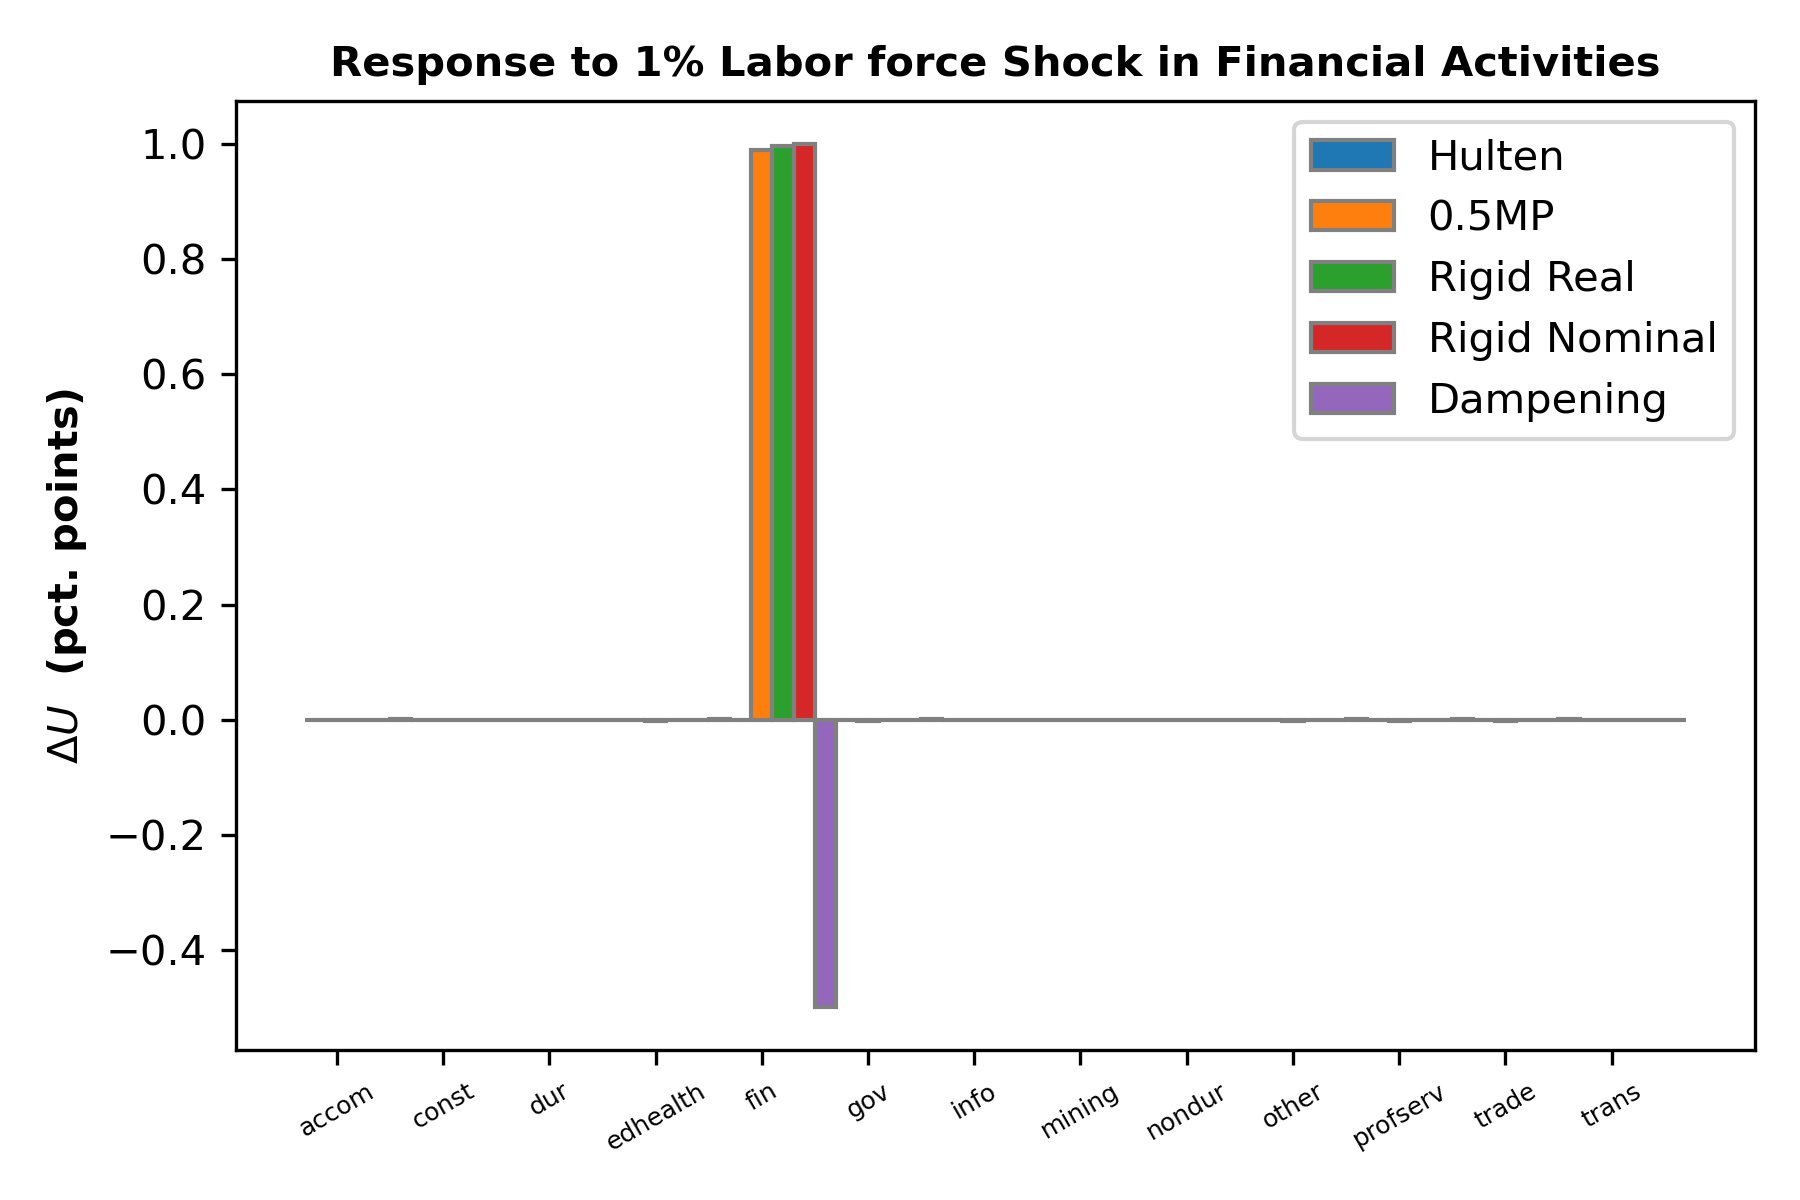 Response to 1% Labor force Shock in Financial Activities
Hulten
0.5MP
Rigid Real
Rigid Nominal
Dampening
ΔU (pct. points)
1.0
0.8
0.6
0.4
0.2
0.0
−0.2
−0.4
accom const dur edhealth fin gov info mining nondur other profserv trade trans